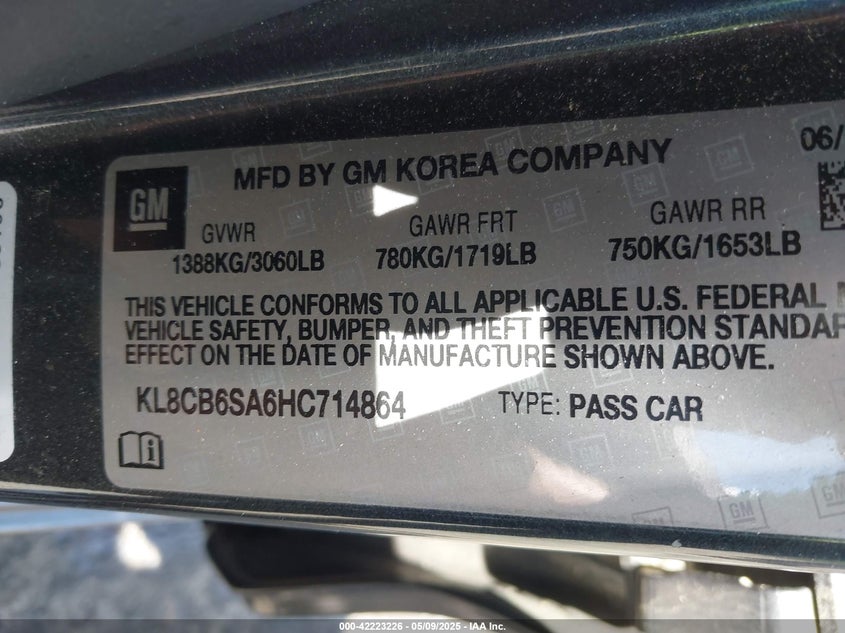 MFD BY GM KOREA COMPANY
06/
GM
GVWR
GAWR FRT
GAWR RR
1388KG/3060LB
780KG/1719LB
750KG/1653LB
THIS VEHICLE CONFORMS TO ALL APPLICABLE U.S. FEDERAL
VEHICLE SAFETY, BUMPER, AND THEFT PREVENTION STANDAR
EFFECT ON THE DATE OF MANUFACTURE SHOWN ABOVE.
KL8CB6SA6HC714864
TYPE: PASS CAR
000-42223226 - 05/09/2025 - IAA Inc.